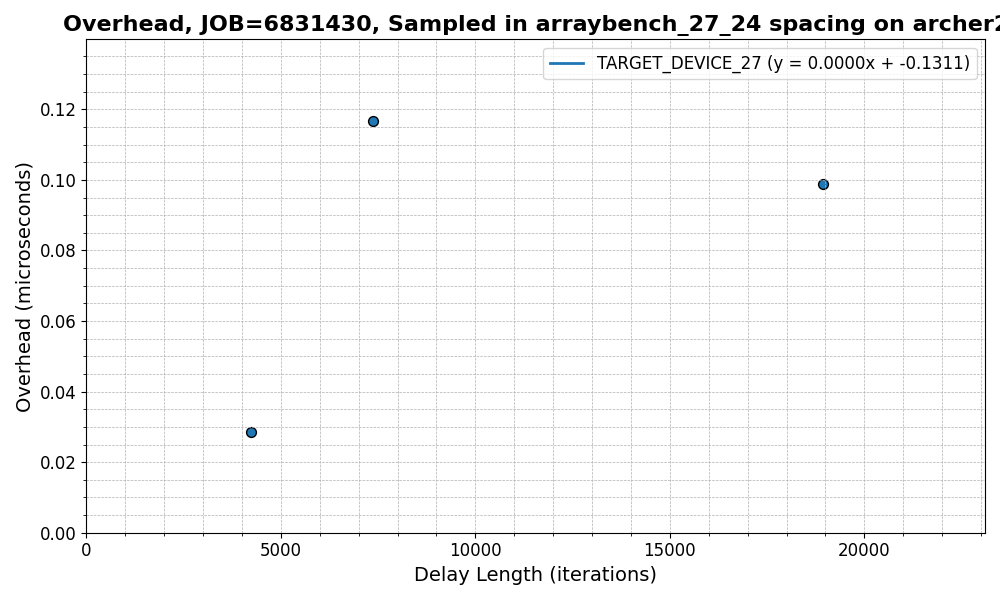 Overhead, JOB=6831430, Sampled in arraybench_27_24 spacing on archer2
TARGET_DEVICE_27 (y = 0.0000x + -0.1311)
0.12
0.10
0.08
0.06
0.04
0.02
0.00
Overhead (microseconds)
0 5000 10000 15000 20000
Delay Length (iterations)